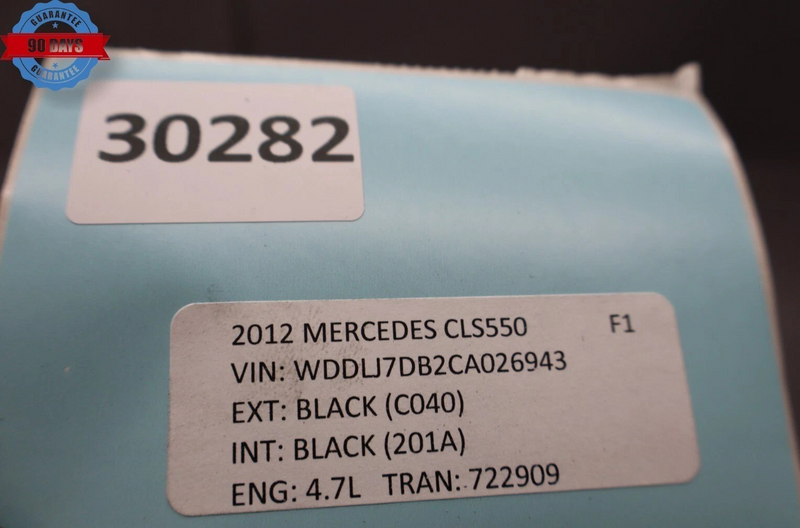 GUARANTEE
90 DAYS
GUARANTEE
30282
2012 MERCEDES CLS550 F1
VIN: WDDLJ7DB2CA026943
EXT: BLACK (C040)
INT: BLACK (201A)
ENG: 4.7L TRAN: 722909